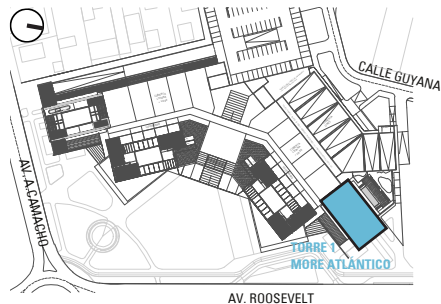 CALLE GUYANA
AV. A.CAMACHO
TORRE 1
MORE ATLÁNTICO
AV. ROOSEVELT